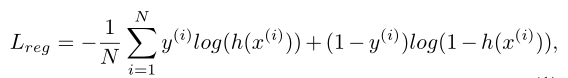 L_{reg} = -\frac{1}{N} \sum_{i=1}^{N} y^{(i)} log(h(x^{(i)})) + (1 - y^{(i)}) log(1 - h(x^{(i)})),